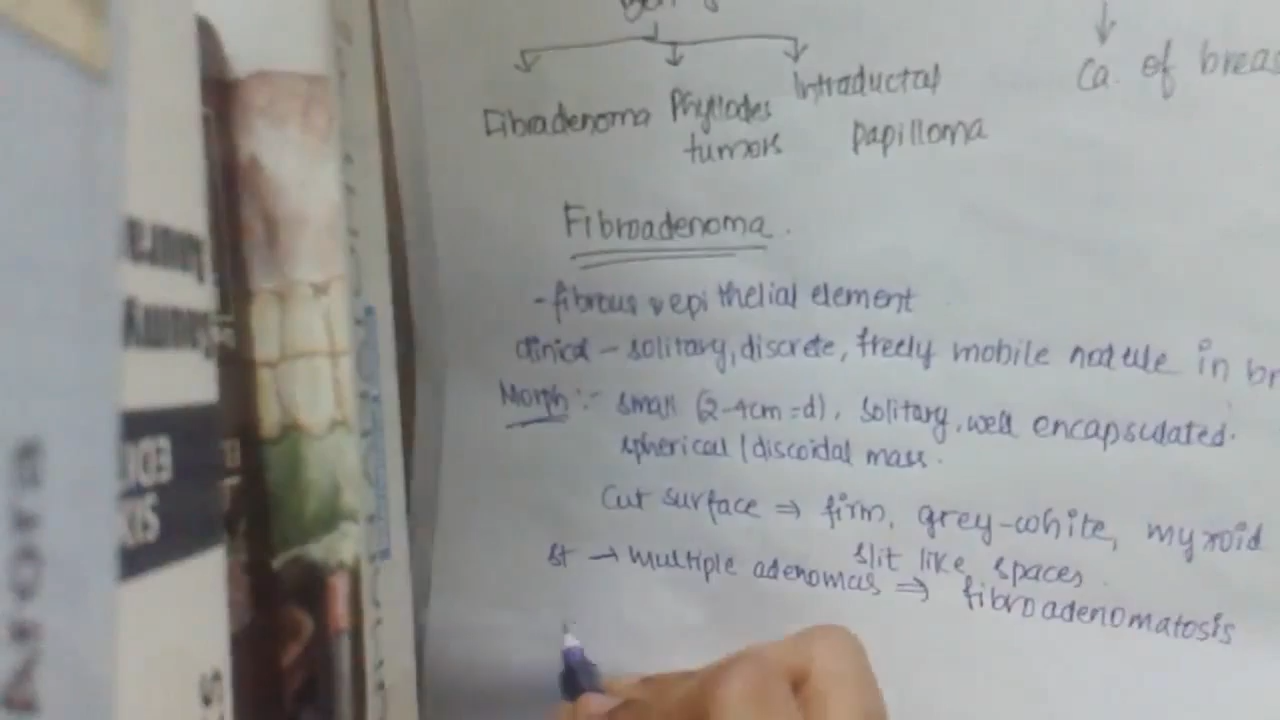 Fibradenoma Phyllodes Intraductal
tumors papilloma
Ca. of breas
Fibroadenoma.
- fibrous & epithelial element
clinical - solitary, discrete, freely mobile nodule in br
Morph :- small (2-4cm=d), solitary, well encapsulated.
spherical / discoidal mass.
Cut surface ⇒ firm, grey-white, myxoid
slit like spaces.
st → multiple adenomas ⇒ fibroadenomatosis